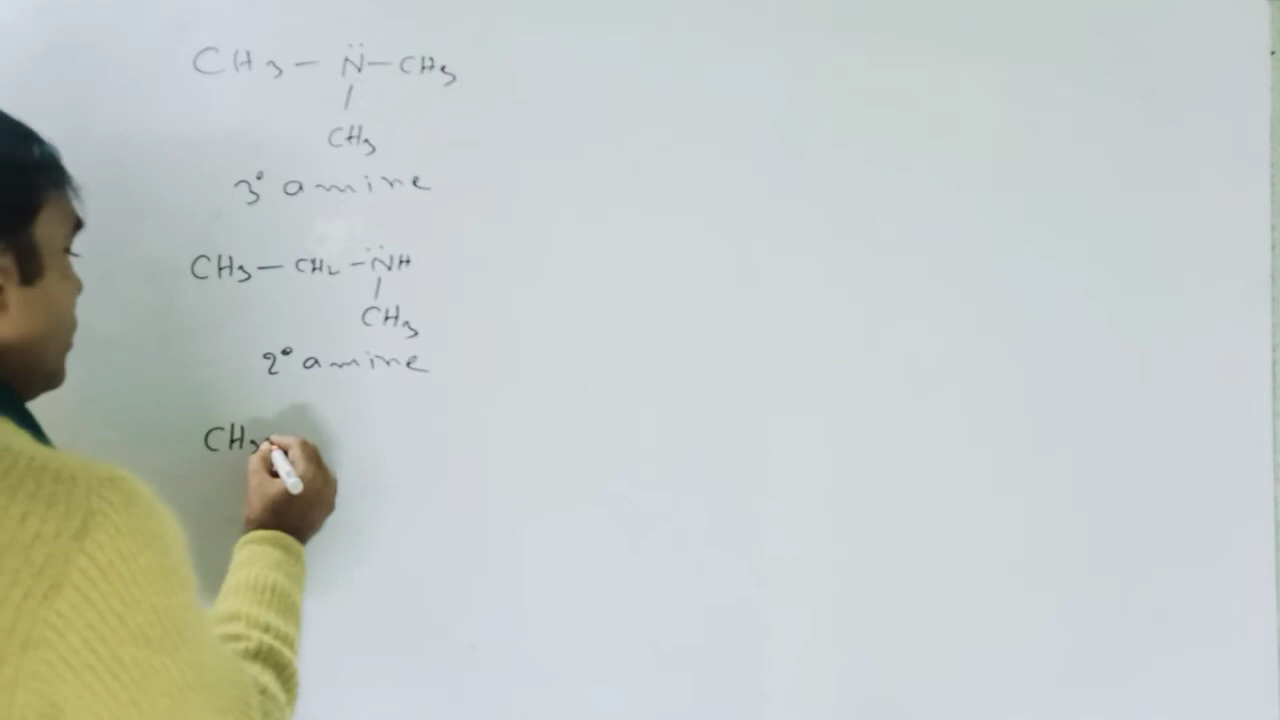 CH3 — N̈ — CH3
|
CH3
3° amine
CH3 — CH2 — N̈H
|
CH3
2° amine
CH3